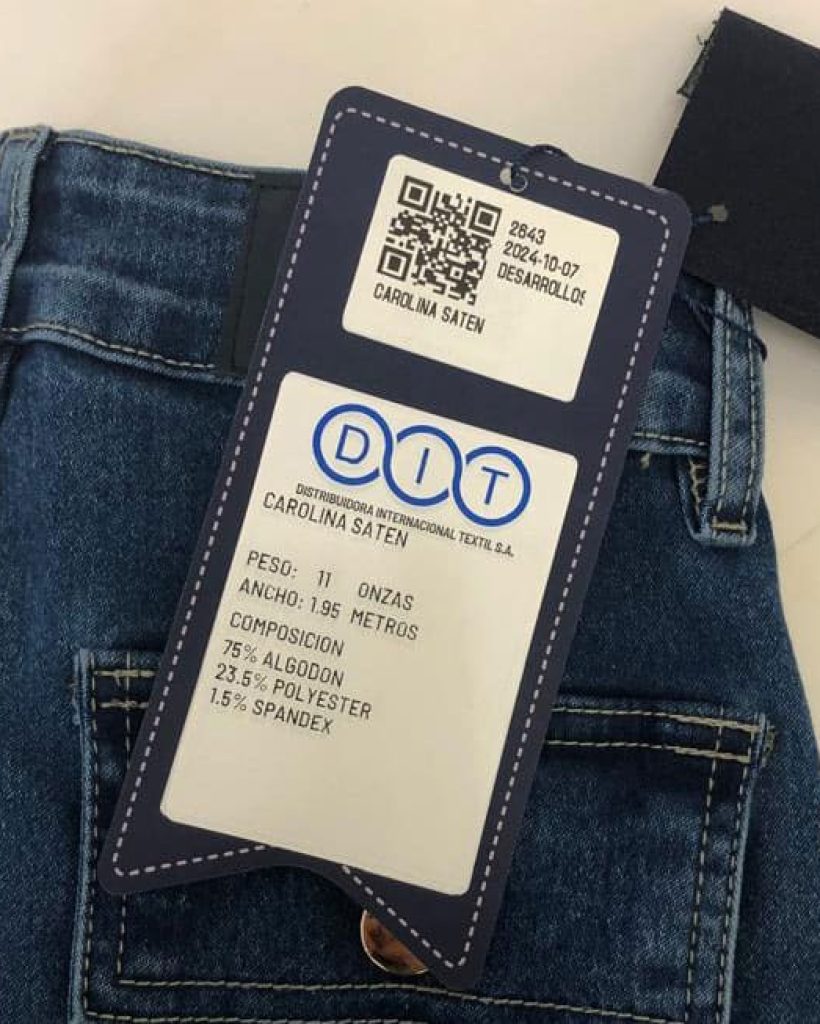 2643
2024-10-07
DESARROLLOS
CAROLINA SATEN
DIT
DISTRIBUIDORA INTERNACIONAL TEXTIL S.A.
CAROLINA SATEN
PESO: 11 ONZAS
ANCHO: 1.95 METROS
COMPOSICION
75% ALGODON
23.5% POLYESTER
1.5% SPANDEX